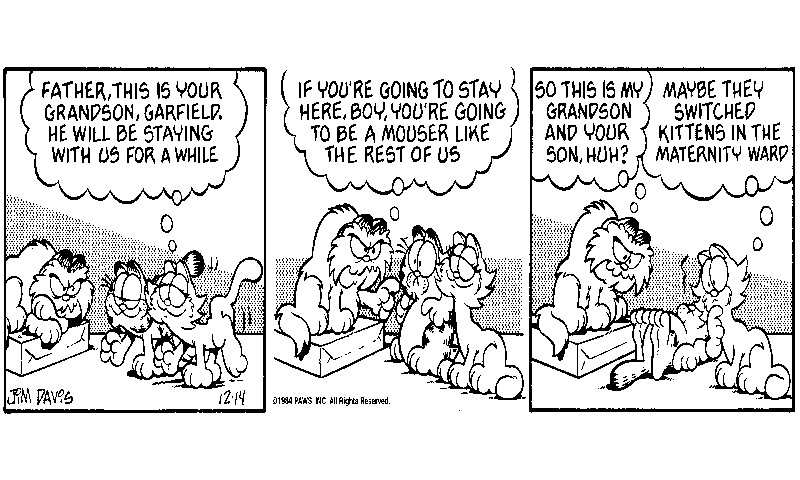 FATHER, THIS IS YOUR
GRANDSON, GARFIELD.
HE WILL BE STAYING
WITH US FOR A WHILE
JIM DAVIS
12-14
IF YOU'RE GOING TO STAY
HERE, BOY, YOU'RE GOING
TO BE A MOUSER LIKE
THE REST OF US
©1984 PAWS, INC. All Rights Reserved.
SO THIS IS MY
GRANDSON
AND YOUR
SON, HUH?
MAYBE THEY
SWITCHED
KITTENS IN THE
MATERNITY WARD